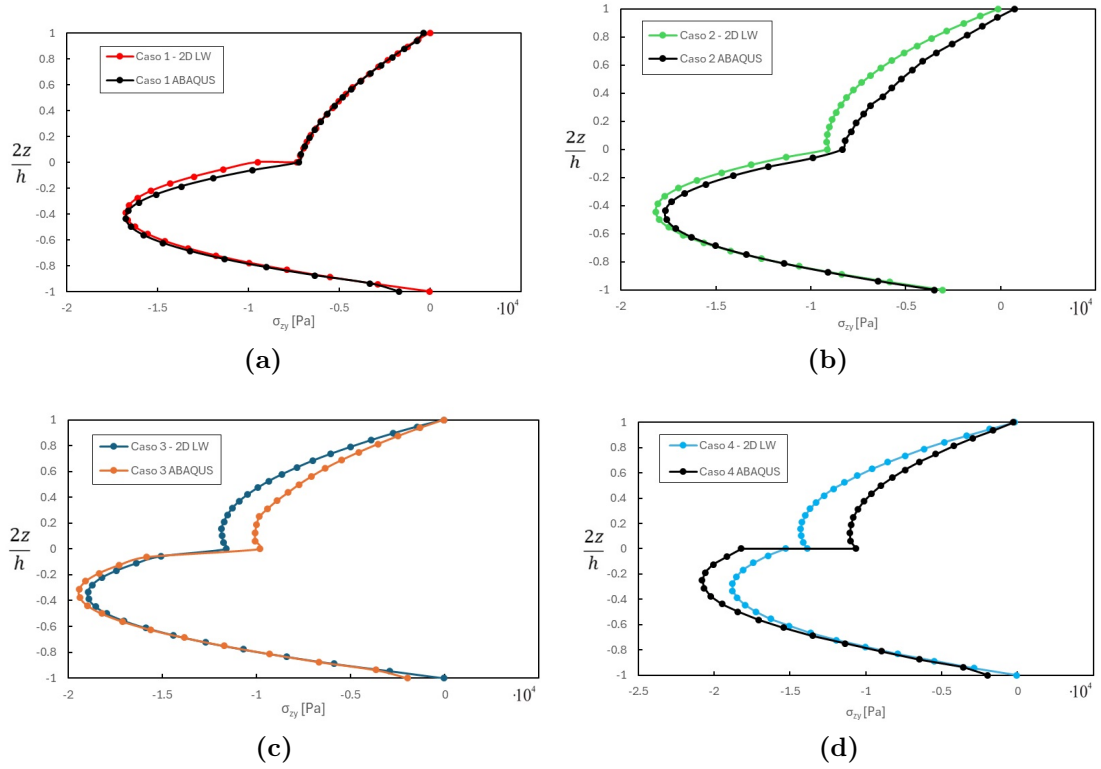 1
0.8
0.6
0.4
0.2
0
-0.2
-0.4
-0.6
-0.8
-1
2z
h
Caso 1 - 2D LW
Caso 1 ABAQUS
-2 -1.5 -1 -0.5 0
σzy [Pa]
·10⁴
(a)
1
0.8
0.6
0.4
0.2
0
-0.2
-0.4
-0.6
-0.8
-1
2z
h
Caso 2 - 2D LW
Caso 2 ABAQUS
-2 -1.5 -1 -0.5 0
σzy [Pa]
·10⁴
(b)
1
0.8
0.6
0.4
0.2
0
-0.2
-0.4
-0.6
-0.8
-1
2z
h
Caso 3 - 2D LW
Caso 3 ABAQUS
-2 -1.5 -1 -0.5 0
σzy [Pa]
·10⁴
(c)
1
0.8
0.6
0.4
0.2
0
-0.2
-0.4
-0.6
-0.8
-1
2z
h
Caso 4 - 2D LW
Caso 4 ABAQUS
-2.5 -2 -1.5 -1 -0.5 0
σzy [Pa]
·10⁴
(d)